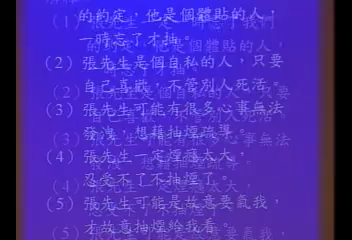 的約定，他是個體貼的人，
一時忘了才抽。
(2) 張先生是個自私的人，只要
自己喜歡，不管別人死活。
(3) 張先生可能有很多心事無法
發洩，想藉抽煙疏導。
(4) 張先生一定煙癮太大，
忍受不了不抽煙了。
(5) 張先生可能是故意要氣我，
才故意抽給我看